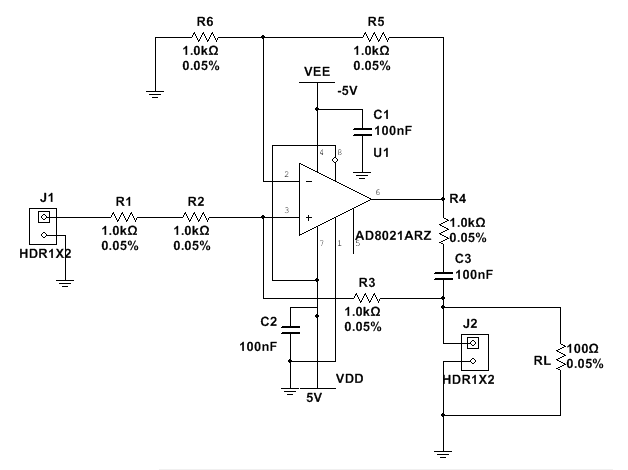 R6
1.0kΩ
0.05%
R5
1.0kΩ
0.05%
VEE
-5V
C1
100nF
U1
4
8
2
6
3
7
1
5
AD8021ARZ
J1
HDR1X2
R1
1.0kΩ
0.05%
R2
1.0kΩ
0.05%
R4
1.0kΩ
0.05%
C3
100nF
R3
1.0kΩ
0.05%
C2
100nF
VDD
5V
J2
HDR1X2
RL
100Ω
0.05%